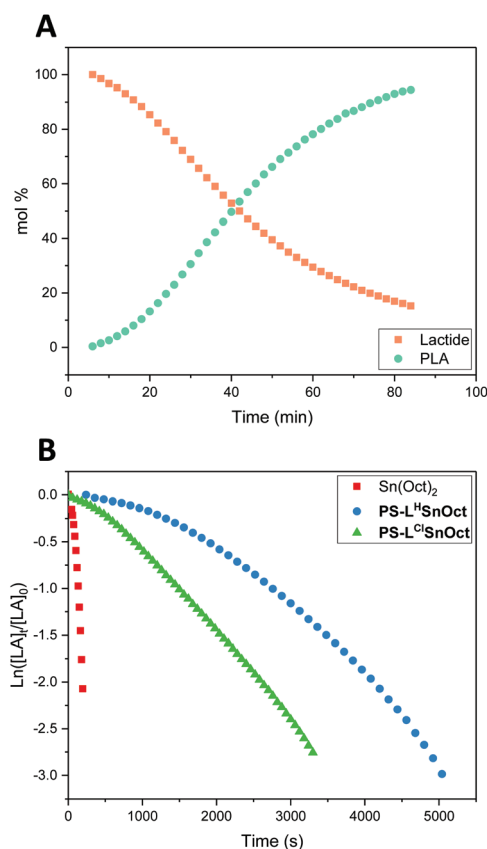 A
100
80
60
40
20
0
mol %
Lactide
PLA
0 20 40 60 80 100
Time (min)
B
0.0
-0.5
-1.0
-1.5
-2.0
-2.5
-3.0
Ln([LA]t/[LA]0)
Sn(Oct)2
PS-L^HSnOct
PS-L^ClSnOct
0 1000 2000 3000 4000 5000
Time (s)